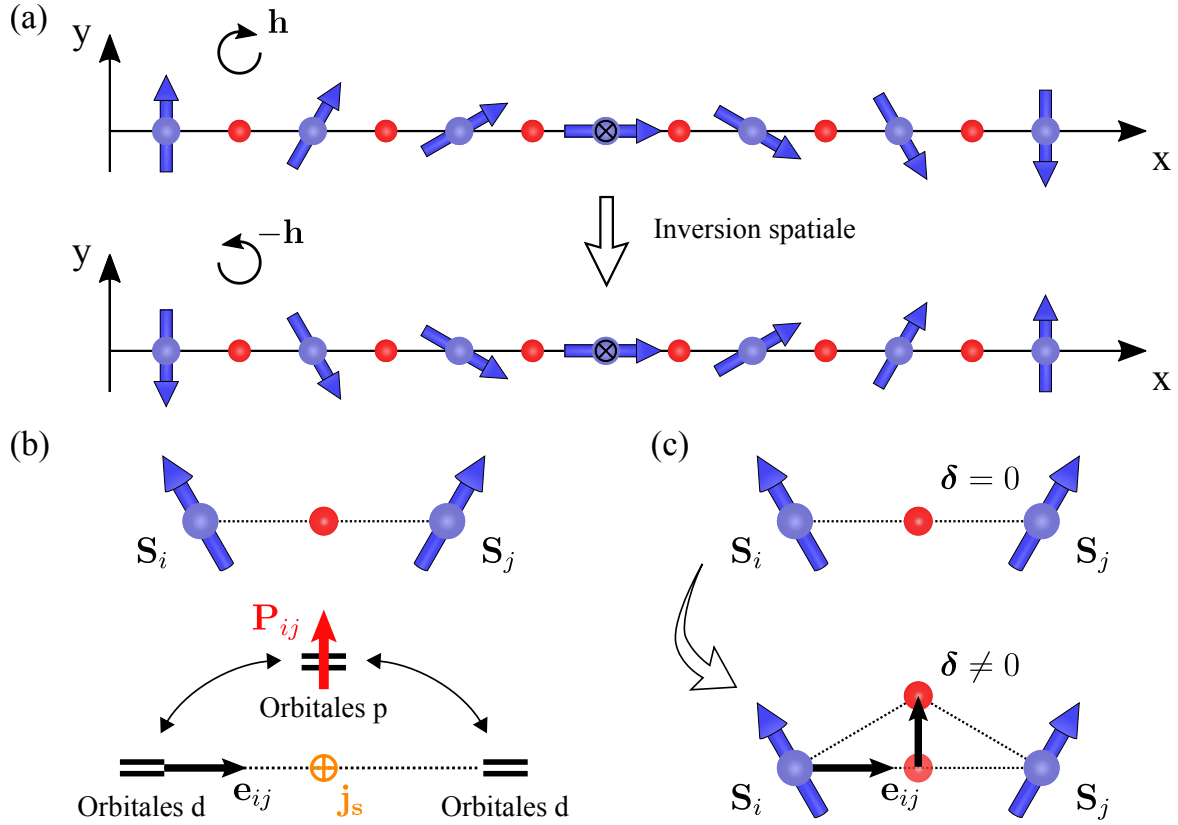 (a)
y
h
x
Inversion spatiale
y
−h
x
(b)
S_i
S_j
P_ij
Orbitales p
e_ij
j_s
Orbitales d
Orbitales d
(c)
δ = 0
S_i
S_j
δ ≠ 0
e_ij
S_i
S_j